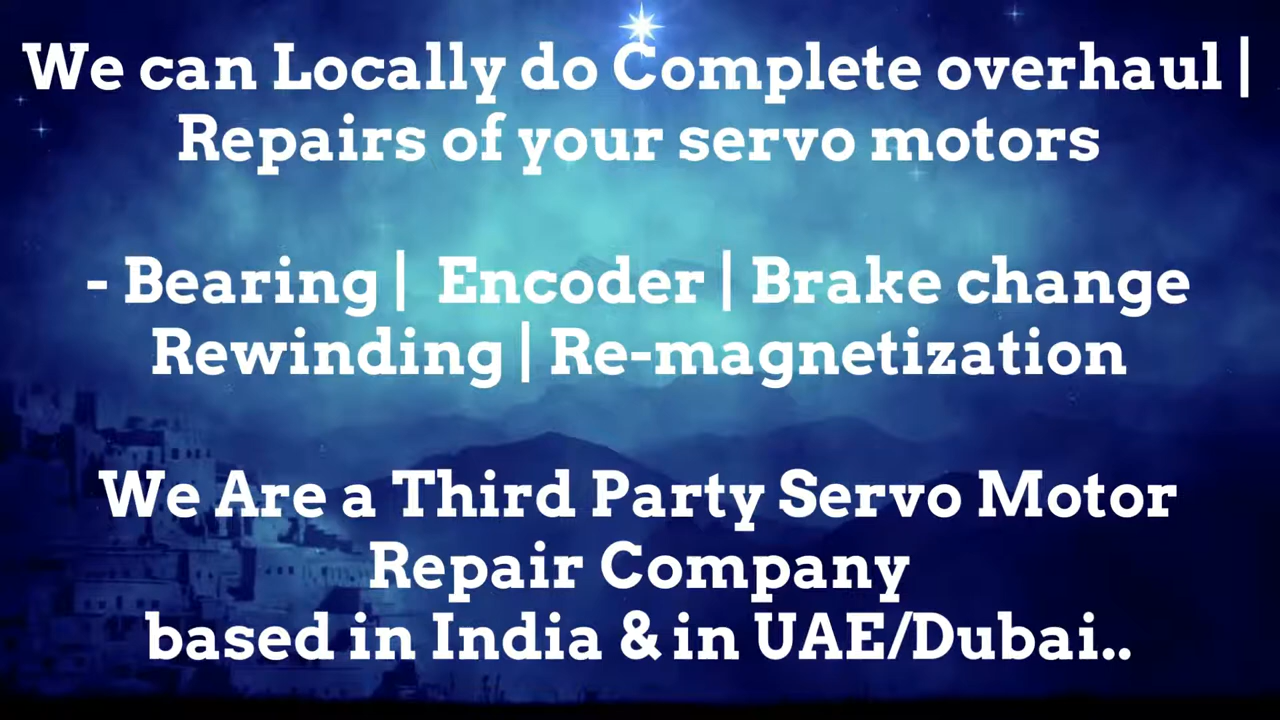 We can Locally do Complete overhaul |
Repairs of your servo motors
- Bearing | Encoder | Brake change
Rewinding | Re-magnetization
We Are a Third Party Servo Motor
Repair Company
based in India & in UAE/Dubai..